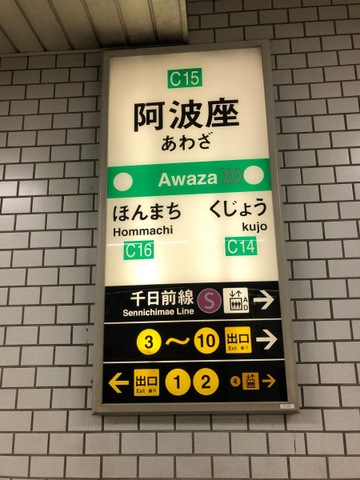 C15
阿波座
あわざ
Awaza
ほんまち くじょう
Hommachi kujo
C16 C14
千日前線 S A D →
Sennichimae Line
3 〜 10 出口 →
Exit
← 出口 1 2 4 →
Exit